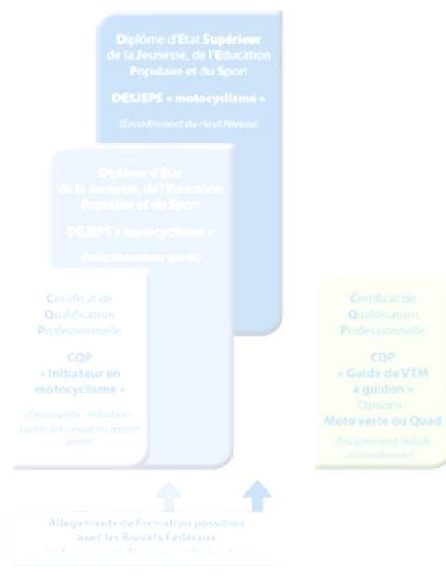 Diplôme d'Etat Supérieur
de la Jeunesse, de l'Education
Populaire et du Sport
DESJEPS « motocyclisme »
(Encadrement du Haut Niveau)
Diplôme d'Etat
de la Jeunesse, de l'Education
Populaire et du Sport
DEJEPS « motocyclisme »
Certificat de
Qualification
Professionnelle
CQP
« Initiateur en
motocyclisme »
Certificat de
Qualification
Professionnelle
CQP
« Guide de VTM
à guidon »
Options
Moto verte ou Quad
Allègements de formation possibles
avec les Brevets Fédéraux